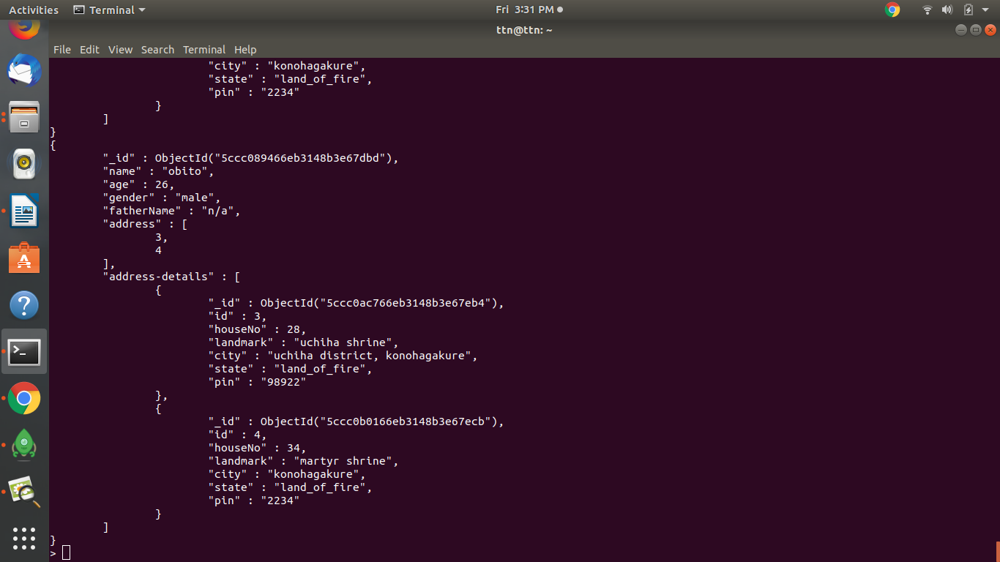 Activities Terminal Fri 3:31 PM
ttn@ttn: ~
File Edit View Search Terminal Help
"city" : "konohagakure",
"state" : "land_of_fire",
"pin" : "2234"
}
]
}
{
"_id" : ObjectId("5ccc089466eb3148b3e67dbd"),
"name" : "obito",
"age" : 26,
"gender" : "male",
"fatherName" : "n/a",
"address" : [
3,
4
],
"address-details" : [
{
"_id" : ObjectId("5ccc0ac766eb3148b3e67eb4"),
"id" : 3,
"houseNo" : 28,
"landmark" : "uchiha shrine",
"city" : "uchiha district, konohagakure",
"state" : "land_of_fire",
"pin" : "98922"
},
{
"_id" : ObjectId("5ccc0b0166eb3148b3e67ecb"),
"id" : 4,
"houseNo" : 34,
"landmark" : "martyr shrine",
"city" : "konohagakure",
"state" : "land_of_fire",
"pin" : "2234"
}
]
}
>